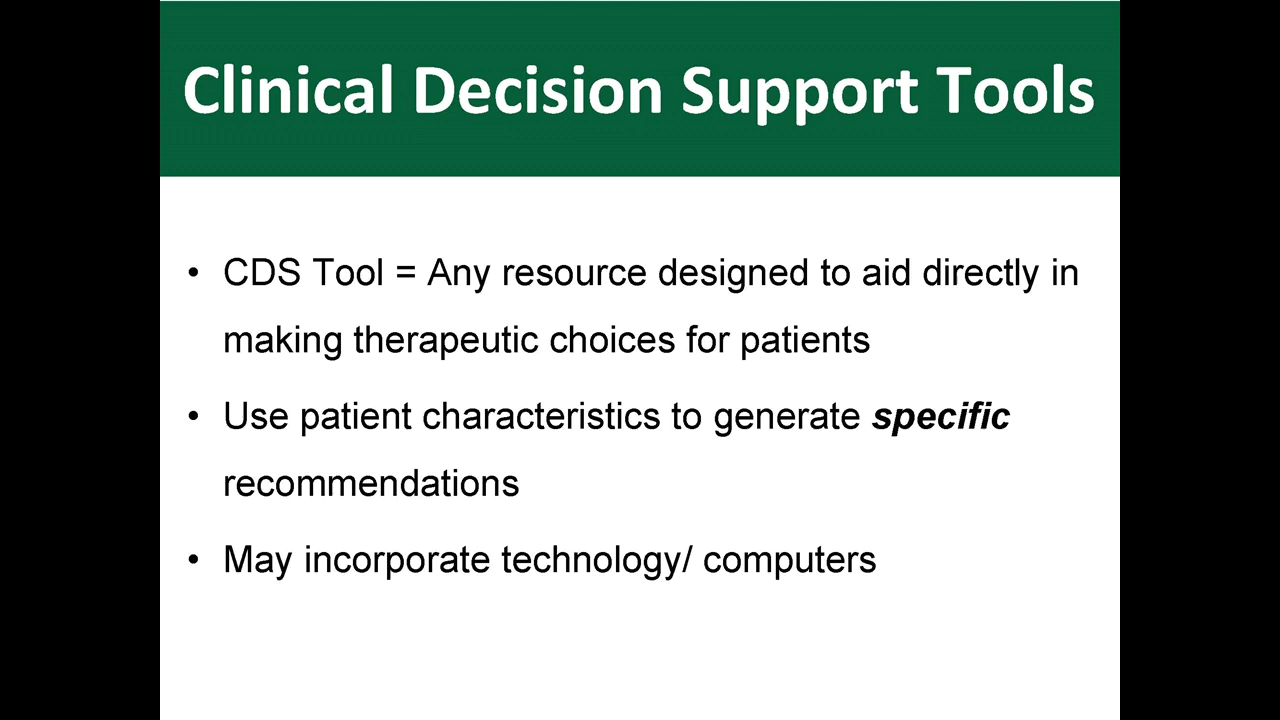 Clinical Decision Support Tools
• CDS Tool = Any resource designed to aid directly in
making therapeutic choices for patients
• Use patient characteristics to generate specific
recommendations
• May incorporate technology/ computers